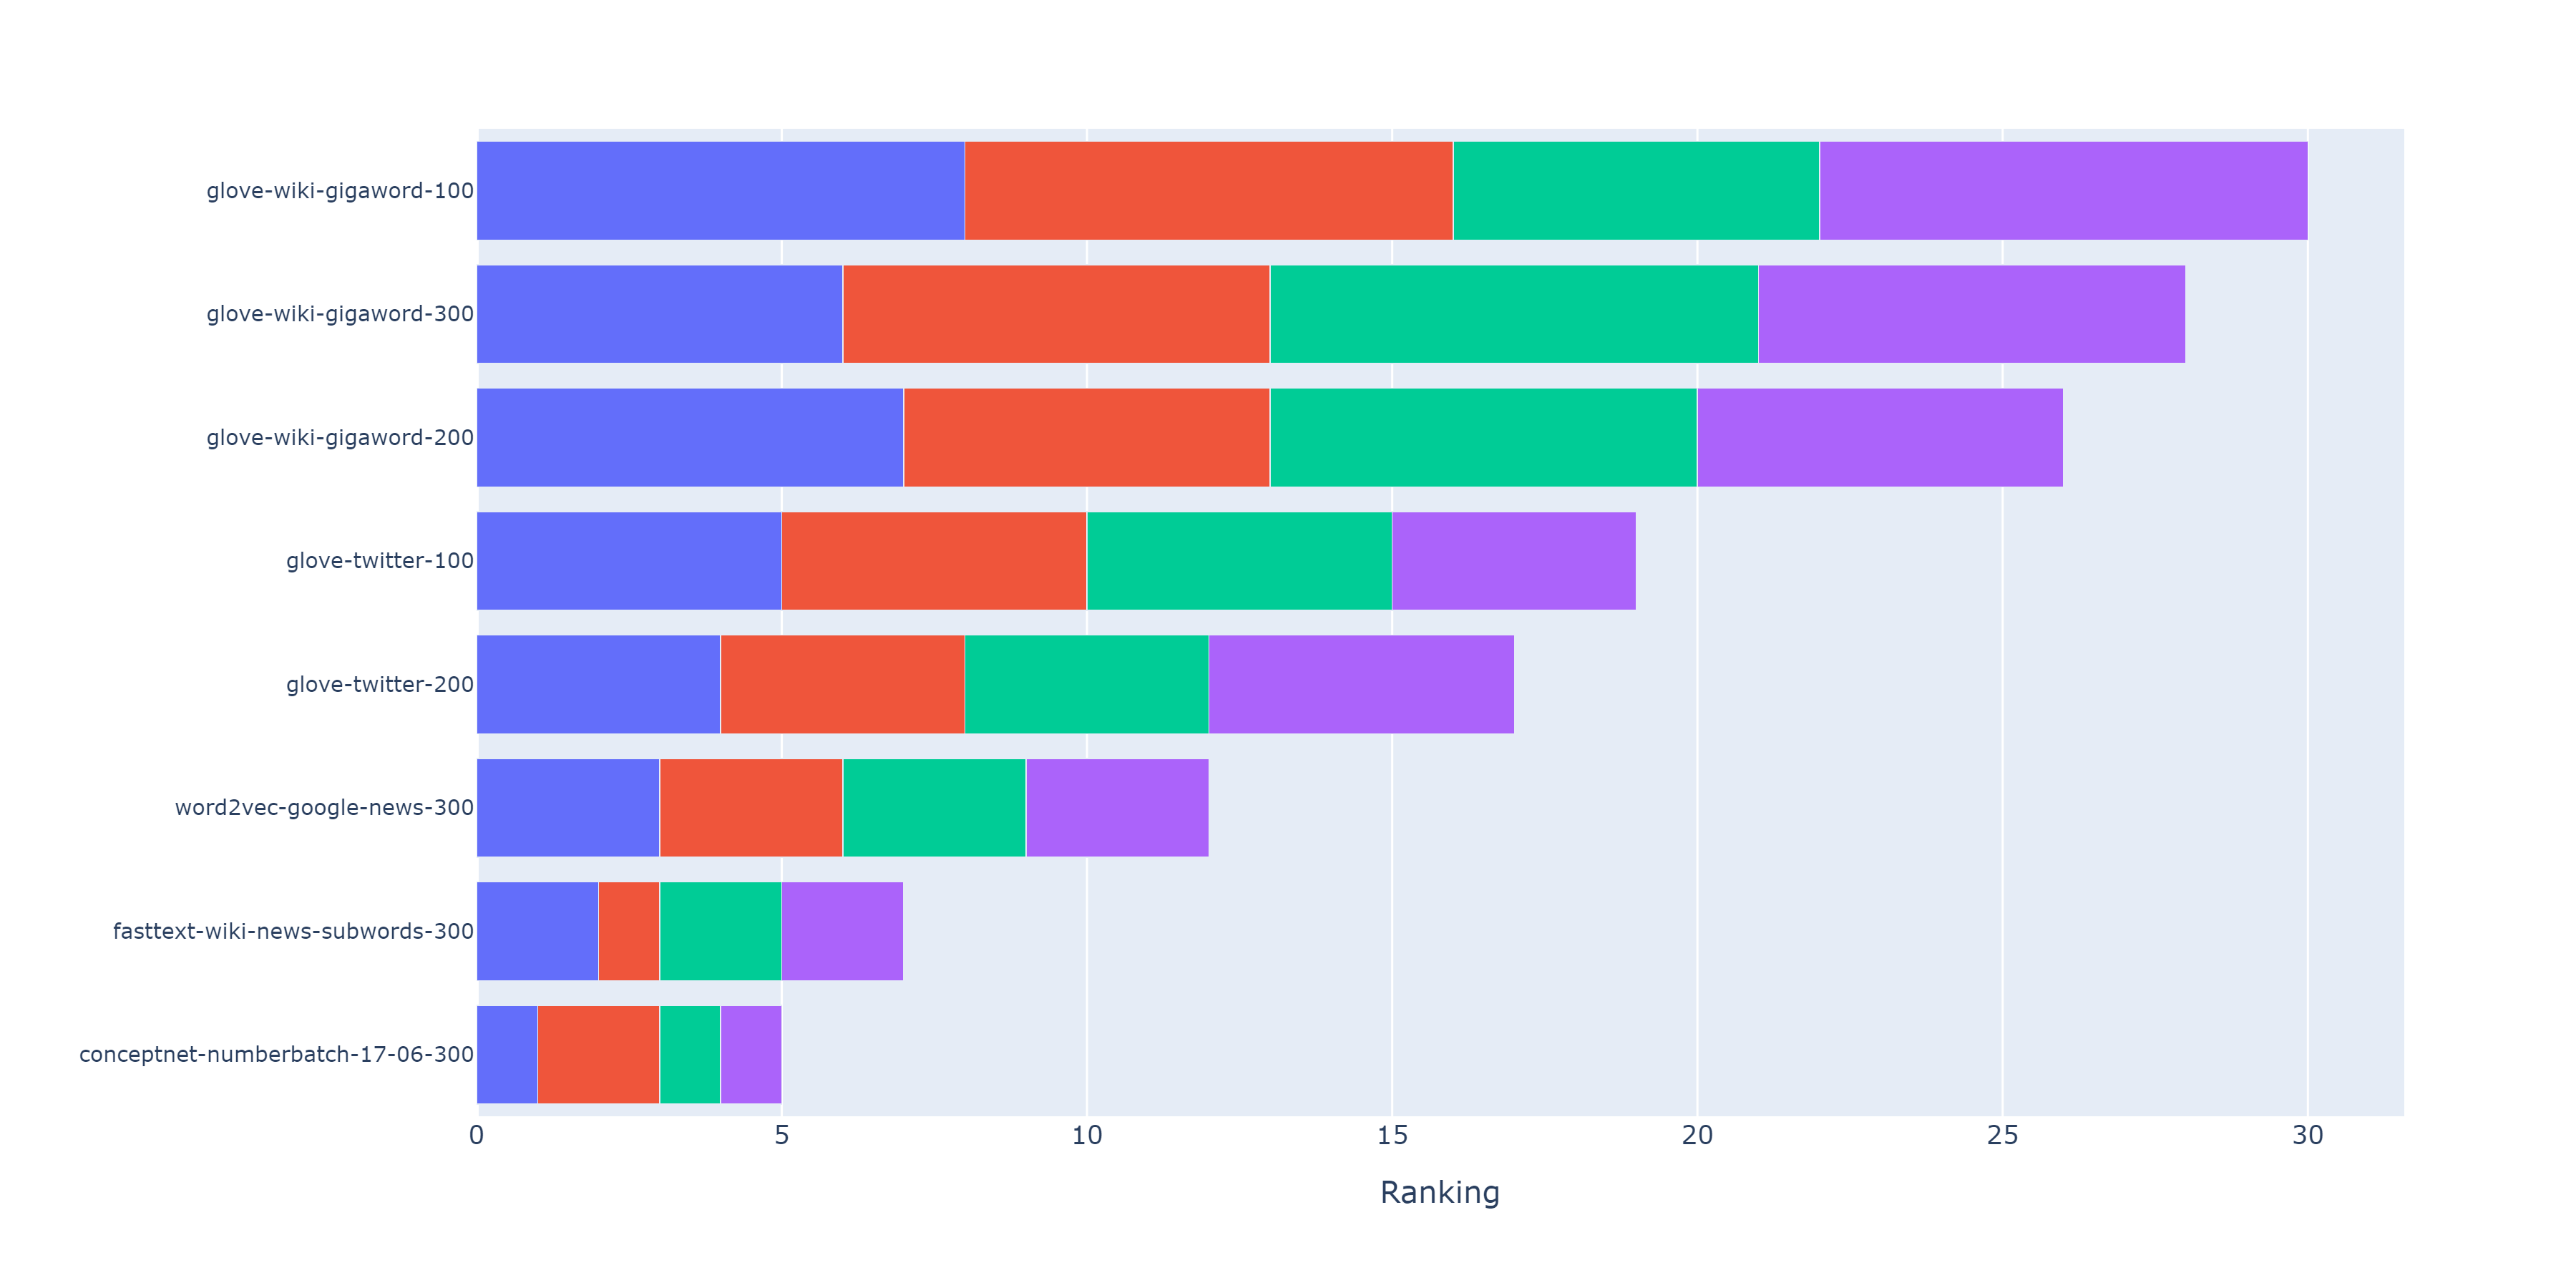 glove-wiki-gigaword-100
glove-wiki-gigaword-300
glove-wiki-gigaword-200
glove-twitter-100
glove-twitter-200
word2vec-google-news-300
fasttext-wiki-news-subwords-300
conceptnet-numberbatch-17-06-300
0 5 10 15 20 25 30
Ranking